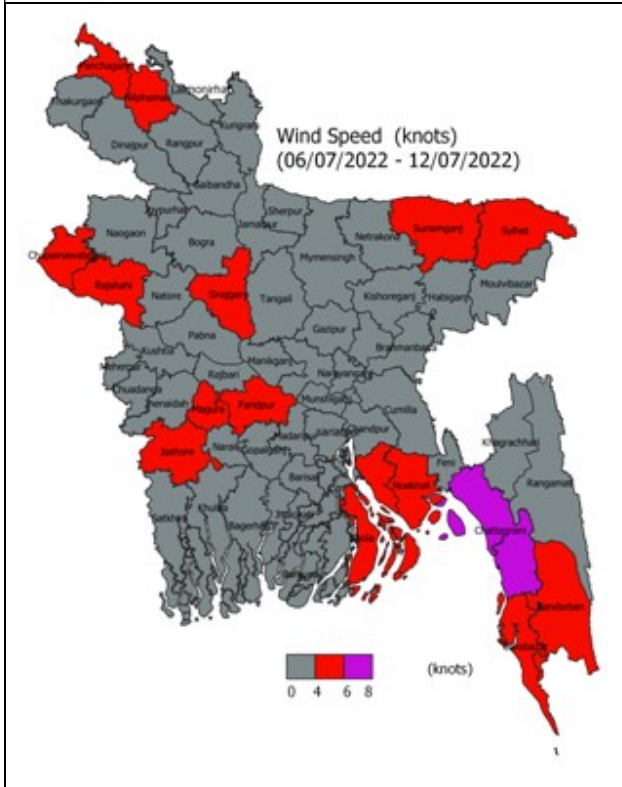 Panchagarh
Nilphamari
Lalmonirhat
Thakurgaon
Kurigram
Dinajpur
Rangpur
Wind Speed (knots)
(06/07/2022 - 12/07/2022)
Gaibandha
Joypurhat
Sherpur
Naogaon
Jamalpur
Netrakona
Sunamganj
Sylhet
Bogra
Mymensingh
Chapainawabganj
Rajshahi
Natore
Sirajganj
Tangail
Kishoreganj
Habiganj
Moulvibazar
Pabna
Gazipur
Brahmanbaria
Kushtia
Meherpur
Manikganj
Narayanganj
Rajbari
Chuadanga
Jhenaidah
Magura
Faridpur
Munshiganj
Cumilla
Chandpur
Jashore
Narail
Gopalganj
Madaripur
Shariatpur
Khagrachhari
Feni
Noakhali
Rangamati
Barisal
Satkhira
Khulna
Bagerhat
Jhalokati
Bhola
Chattogram
Bandarban
(knots)
0 4 6 8